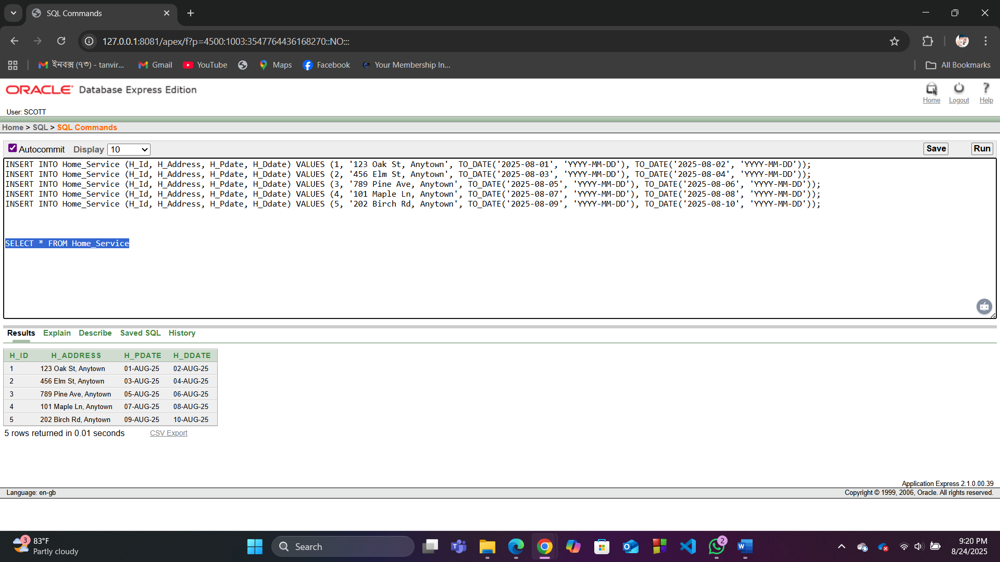 SQL Commands
127.0.0.1:8081/apex/f?p=4500:1003:3547764436168270::NO:::
ইনবক্স (৭৩) - tanvir... Gmail YouTube Maps Facebook Your Membership In... All Bookmarks
ORACLE Database Express Edition
Home Logout Help
User: SCOTT
Home > SQL > SQL Commands
Autocommit Display 10 Save Run
INSERT INTO Home_Service (H_Id, H_Address, H_Pdate, H_Ddate) VALUES (1, '123 Oak St, Anytown', TO_DATE('2025-08-01', 'YYYY-MM-DD'), TO_DATE('2025-08-02', 'YYYY-MM-DD'));
INSERT INTO Home_Service (H_Id, H_Address, H_Pdate, H_Ddate) VALUES (2, '456 Elm St, Anytown', TO_DATE('2025-08-03', 'YYYY-MM-DD'), TO_DATE('2025-08-04', 'YYYY-MM-DD'));
INSERT INTO Home_Service (H_Id, H_Address, H_Pdate, H_Ddate) VALUES (3, '789 Pine Ave, Anytown', TO_DATE('2025-08-05', 'YYYY-MM-DD'), TO_DATE('2025-08-06', 'YYYY-MM-DD'));
INSERT INTO Home_Service (H_Id, H_Address, H_Pdate, H_Ddate) VALUES (4, '101 Maple Ln, Anytown', TO_DATE('2025-08-07', 'YYYY-MM-DD'), TO_DATE('2025-08-08', 'YYYY-MM-DD'));
INSERT INTO Home_Service (H_Id, H_Address, H_Pdate, H_Ddate) VALUES (5, '202 Birch Rd, Anytown', TO_DATE('2025-08-09', 'YYYY-MM-DD'), TO_DATE('2025-08-10', 'YYYY-MM-DD'));
SELECT * FROM Home_Service
Results Explain Describe Saved SQL History
H_ID H_ADDRESS H_PDATE H_DDATE
1 123 Oak St, Anytown 01-AUG-25 02-AUG-25
2 456 Elm St, Anytown 03-AUG-25 04-AUG-25
3 789 Pine Ave, Anytown 05-AUG-25 06-AUG-25
4 101 Maple Ln, Anytown 07-AUG-25 08-AUG-25
5 202 Birch Rd, Anytown 09-AUG-25 10-AUG-25
5 rows returned in 0.01 seconds CSV Export
Application Express 2.1.0.00.39
Language: en-gb Copyright © 1999, 2006, Oracle. All rights reserved.
3 83°F
Partly cloudy
Search
2
9:20 PM
8/24/2025